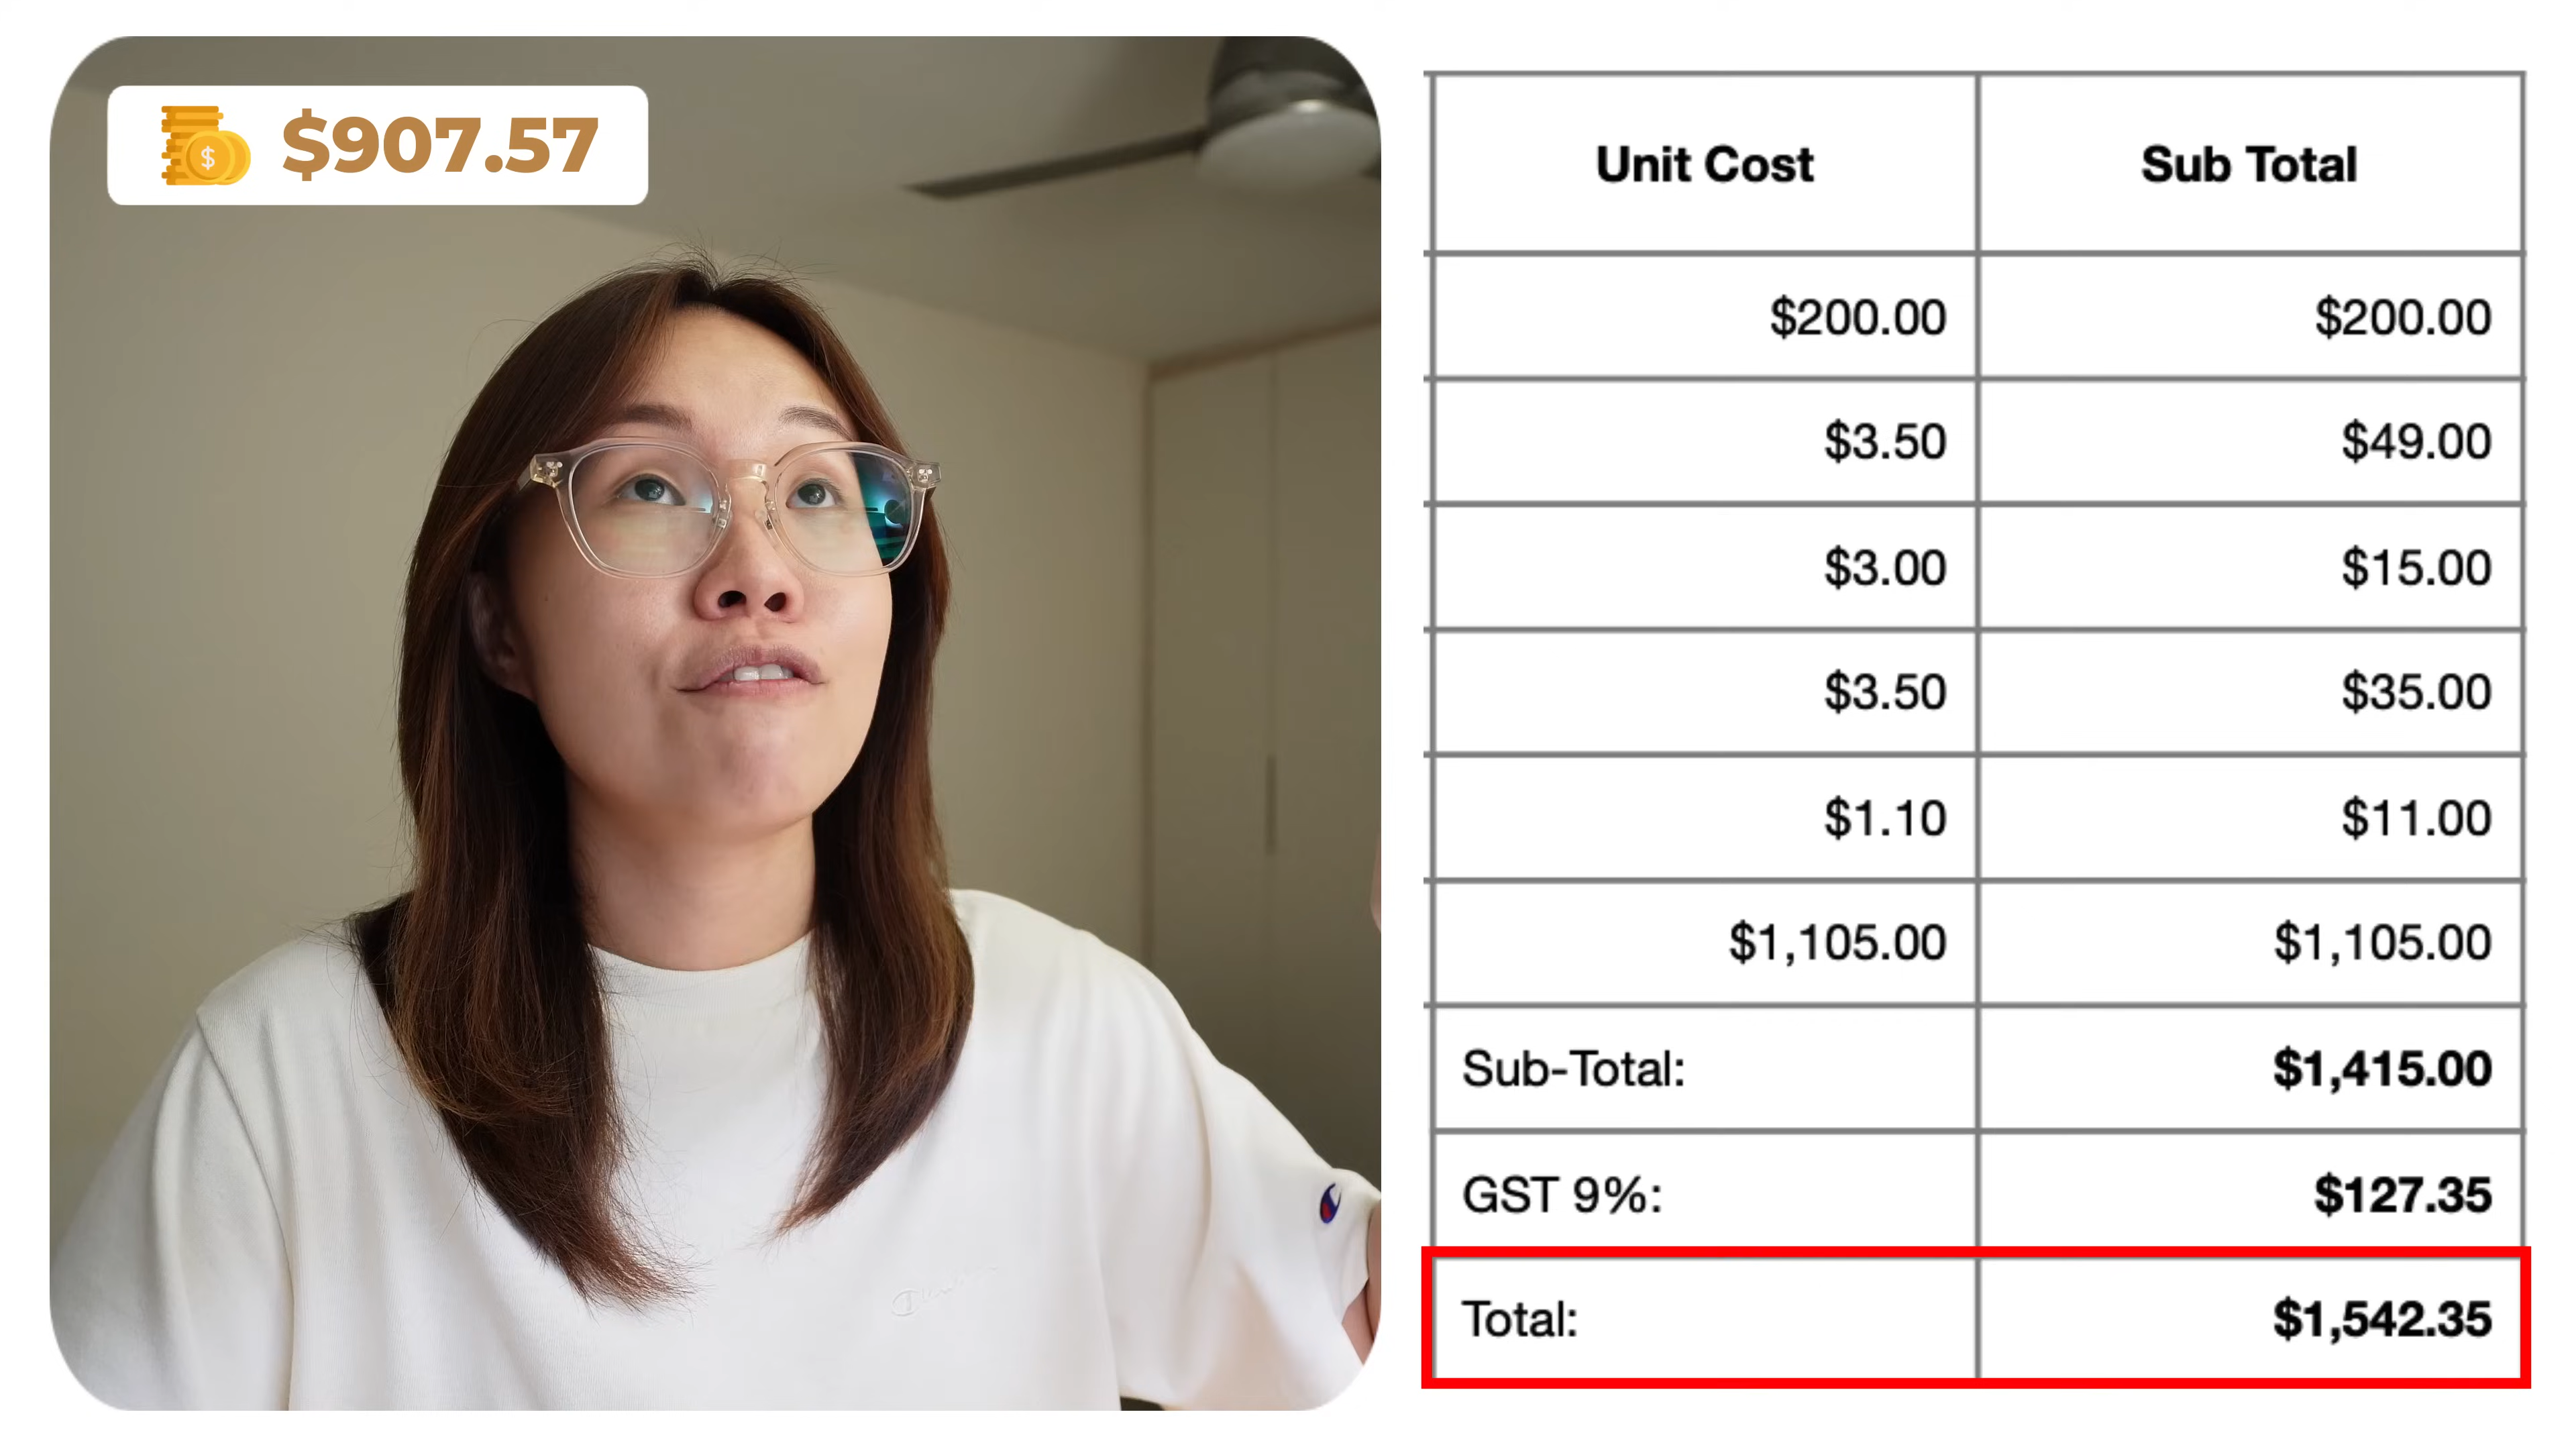 $907.57
Unit Cost Sub Total
$200.00 $200.00
$3.50 $49.00
$3.00 $15.00
$3.50 $35.00
$1.10 $11.00
$1,105.00 $1,105.00
Sub-Total: $1,415.00
GST 9%: $127.35
Total: $1,542.35
$
Champion